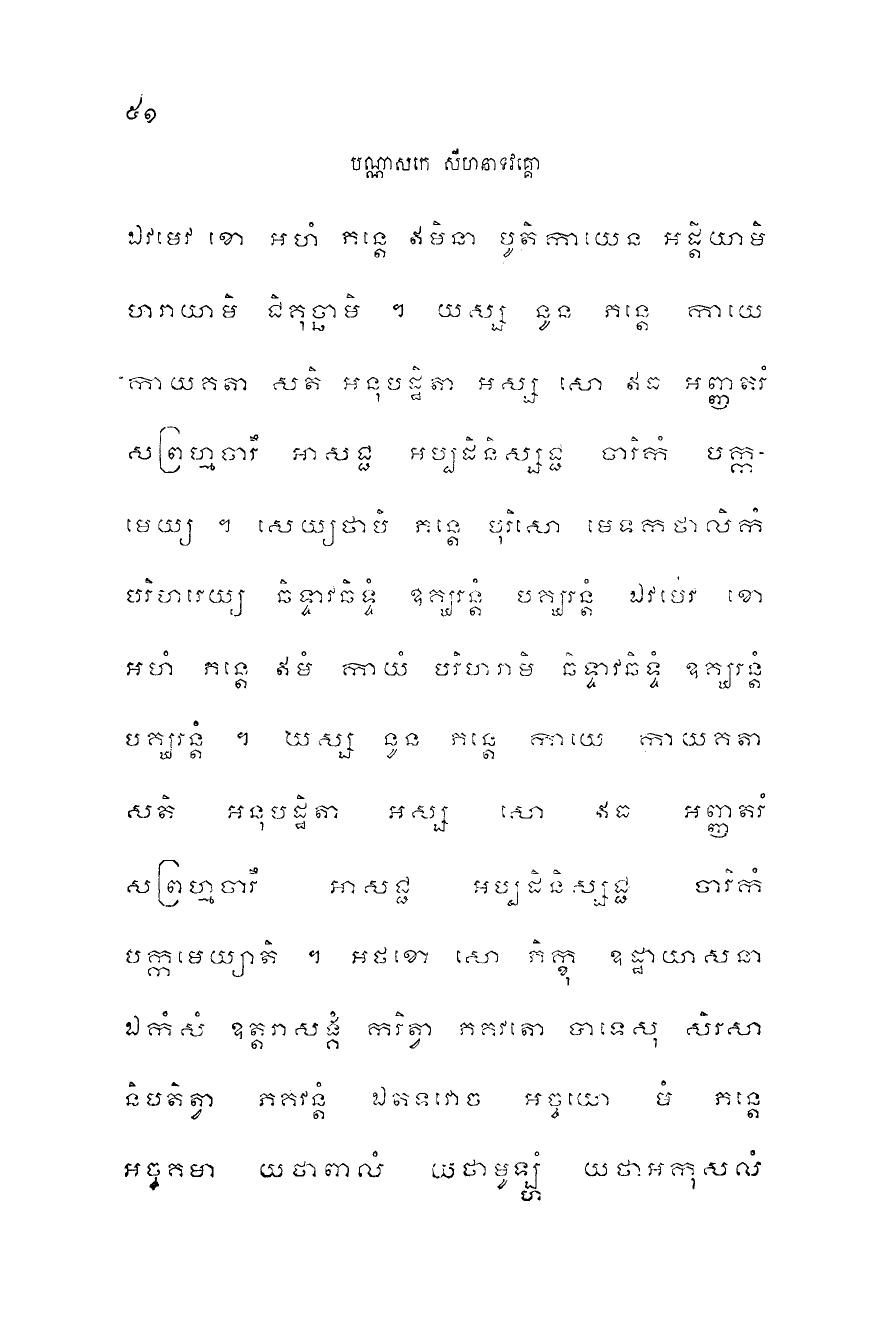 ៥១
បណ្ណាសកេ សីហនាទវគ្គោ
ឯវមេវ ខោ អហំ ភន្តេ ឥមិនា បូតិកាយេន អដ្ដិយាមិ
ហរាយាមិ ជិគុច្ឆាមិ ។ យស្ស នូន ភន្តេ កាយេ
កាយគតា សតិ អនុបដ្ឋិតា អស្ស សោ ឥធ អញ្ញតរំ
សព្រហ្មចារឹ អាសជ្ជ អប្បដិនិស្សជ្ជ ចារិកំ បក្ក-
មេយ្យ ។ សេយ្យថាបិ ភន្តេ បុរិសោ មេទកថាលិកំ
បរិហរេយ្យ ឆិទ្ទាវឆិទ្ទំ ឧក្ឃរន្តំ បក្ឃរន្តំ ឯវមេវ ខោ
អហំ ភន្តេ ឥមំ កាយំ បរិហរាមិ ឆិទ្ទាវឆិទ្ទំ ឧក្ឃរន្តំ
បក្ឃរន្តំ ។ យស្ស នូន ភន្តេ កាយេ កាយគតា
សតិ អនុបដ្ឋិតា អស្ស សោ ឥធ អញ្ញតរំ
សព្រហ្មចារឹ អាសជ្ជ អប្បដិនិស្សជ្ជ ចារិកំ
បក្កមេយ្យាតិ ។ អថខោ សោ ភិក្ខុ ឧដ្ឋាយាសនា
ឯកំសំ ឧត្តរាសង្គំ ករិត្វា ភគវតោ បាទេសុ សិរសា
និបតិត្វា ភគវន្តំ ឯតទវោច អច្ចយោ មំ ភន្តេ
អច្ចគមា យថាពាលំ យថាមូឡ្ហំ យថាអកុសលំ